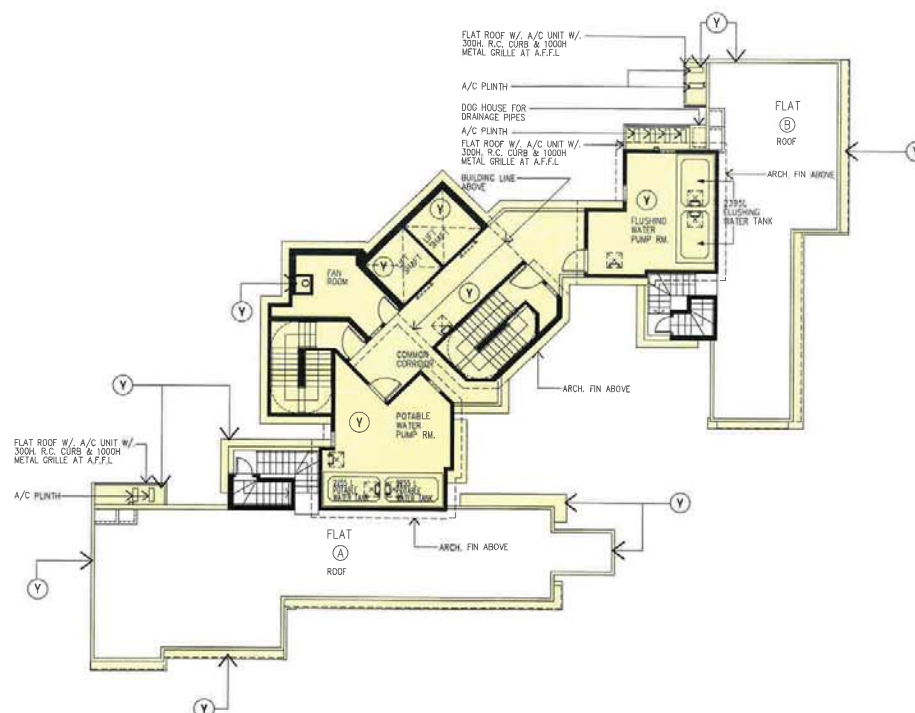 FLAT ROOF W/. A/C UNIT W/.
300H. R.C. CURB & 1000H
METAL GRILLE AT A.F.F.L
Y
A/C PLINTH
DOG HOUSE FOR
DRAINAGE PIPES
A/C PLINTH
FLAT ROOF W/. A/C UNIT W/.
300H. R.C. CURB & 1000H
METAL GRILLE AT A.F.F.L
FLAT
B
ROOF
Y
ARCH. FIN ABOVE
BUILDING LINE
ABOVE
Y
FLUSHING
WATER
PUMP RM.
2395L
FLUSHING
WATER TANK
Y
LIFT
SHAFT
Y
LIFT
SHAFT
FAN
ROOM
Y
Y
COMMON
CORRIDOR
ARCH. FIN ABOVE
Y
Y
POTABLE
WATER
PUMP RM.
FLAT ROOF W/. A/C UNIT W/.
300H. R.C. CURB & 1000H
METAL GRILLE AT A.F.F.L
A/C PLINTH
POTABLE
WATER TANK
POTABLE
WATER TANK
Y
FLAT
A
ROOF
ARCH. FIN ABOVE
Y
Y